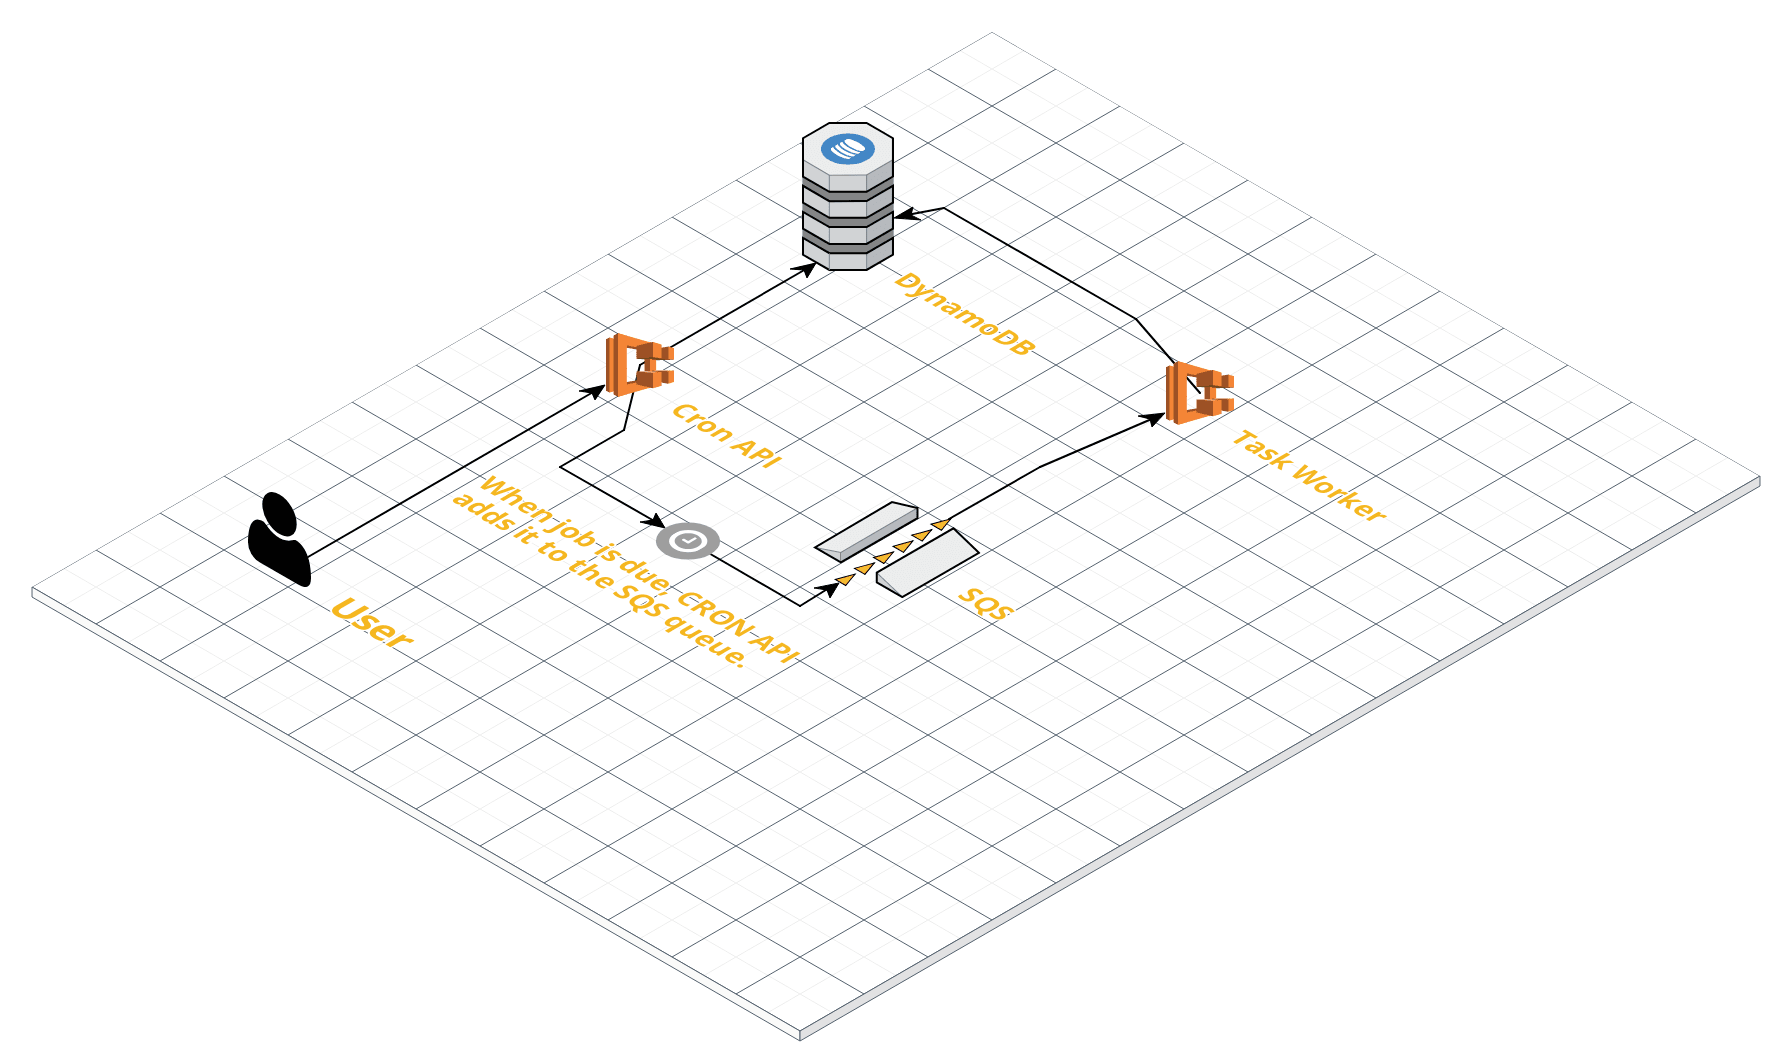 DynamoDB
Cron API
Task Worker
When job is due, CRON API
adds it to the SQS queue.
SQS
User